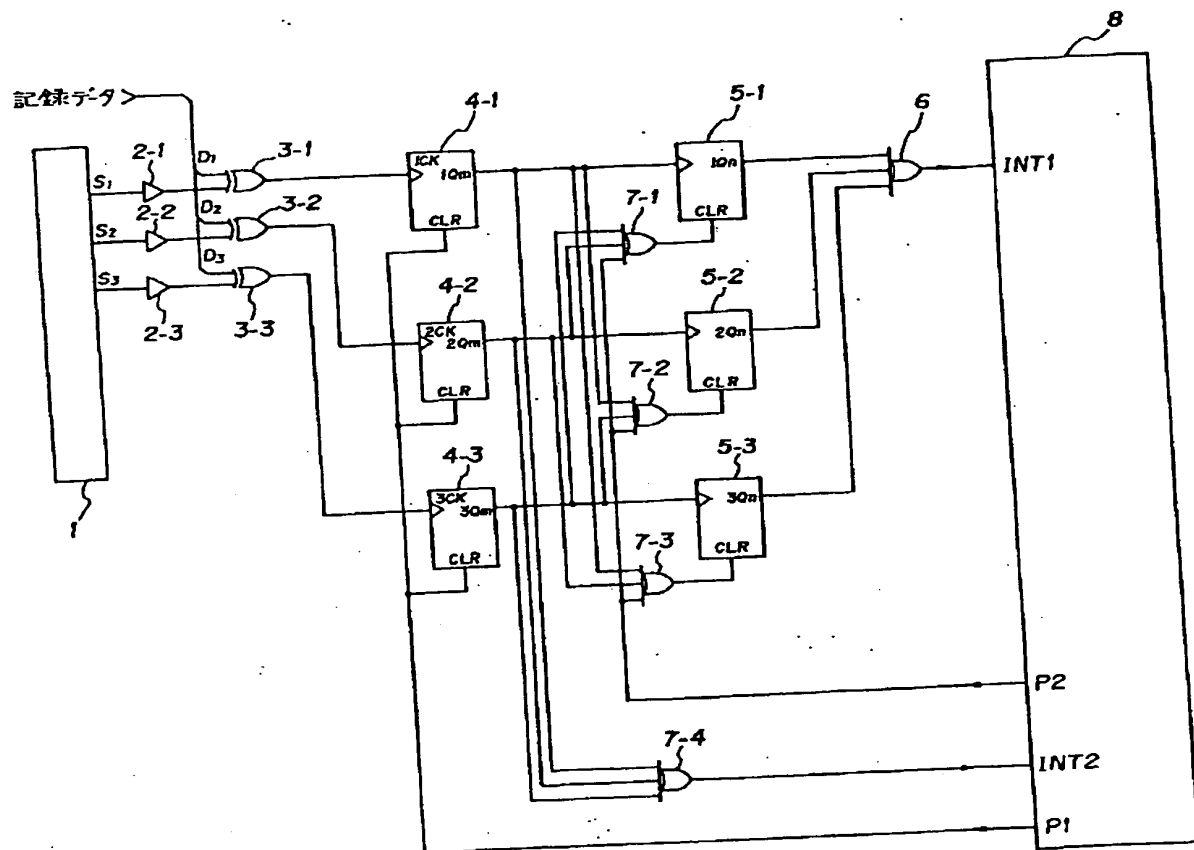 8
記録データ
4-1
5-1
6
2-1
D1
3-1
1CK
1Qm
1Qn
INT1
S1
2-2
D2
3-2
CLR
7-1
CLR
S2
D3
4-2
5-2
S3
2-3
3-3
2CK
2Qm
2Qn
7-2
CLR
CLR
4-3
5-3
3CK
3Qm
3Qn
1
CLR
7-3
CLR
P2
7-4
INT2
P1